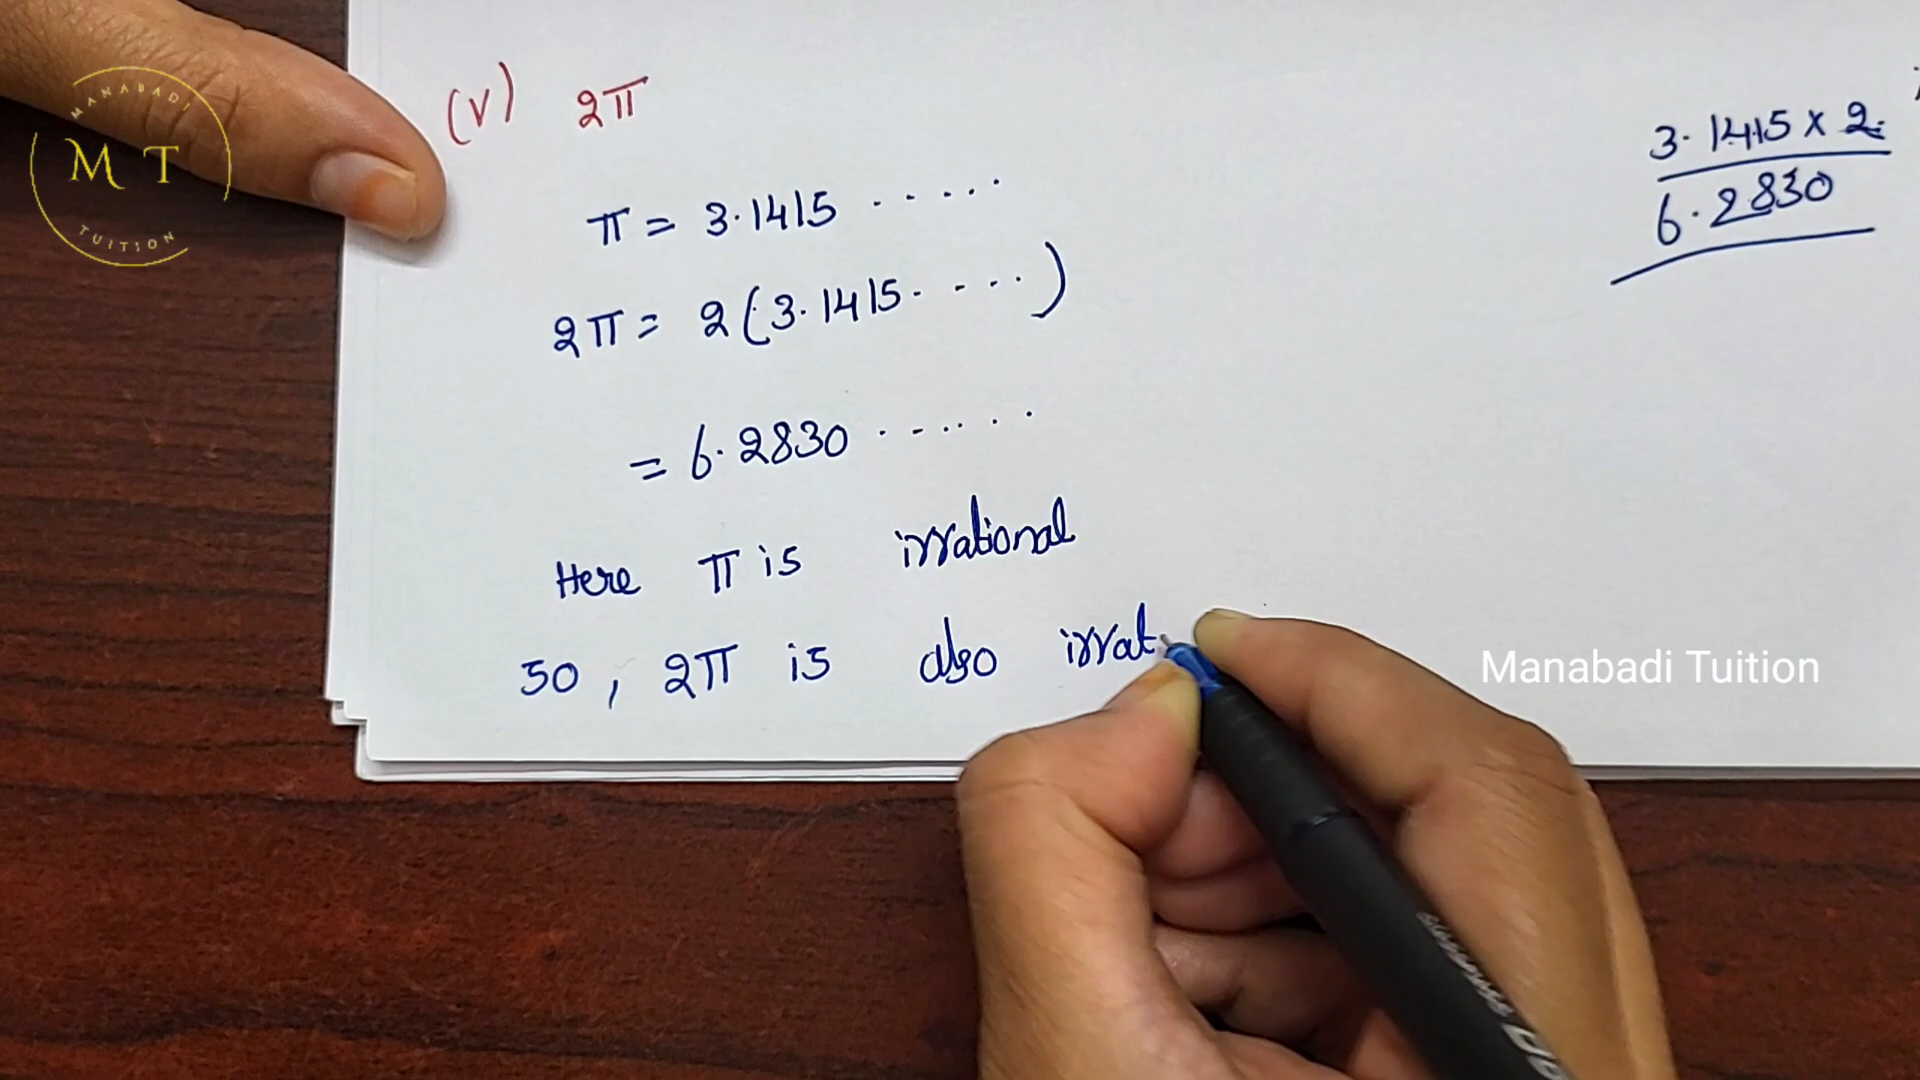 MANABADI
M T
TUITION
(v) 2π
π = 3.1415 .....
2π = 2(3.1415.....)
= 6.2830 ......
Here π is irrational
So, 2π is also irrat
3.1415 x 2
6.2830
Manabadi Tuition